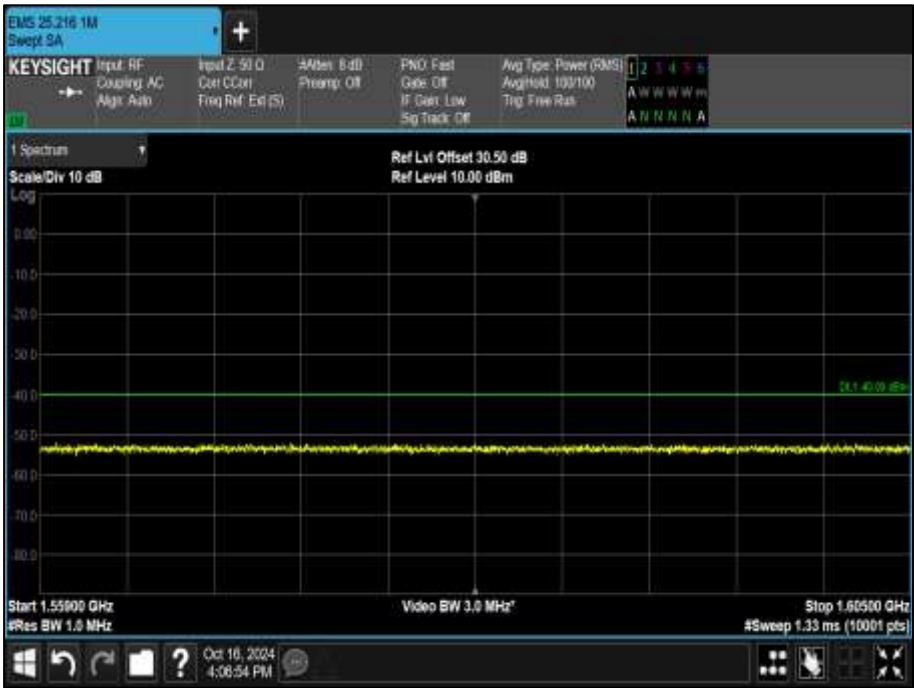 EMS 25.216 1M
Swept SA
KEYSIGHT
Input: RF
Coupling: AC
Align: Auto
Input Z: 50 Ω
Corr CCorr
Freq Ref: Ext (S)
#Atten: 8 dB
Preamp: Off
PNO: Fast
Gate: Off
IF Gain: Low
Sig Track: Off
Avg Type: Power (RMS)
Avg|Hold: 100/100
Trig: Free Run
1 2 3 4 5 6
A W W W W
A N N N N A
1 Spectrum
Scale/Div 10 dB
Log
Ref Lvl Offset 30.50 dB
Ref Level 10.00 dBm
0.00
-10.0
-20.0
-30.0
-40.0
-50.0
-60.0
-70.0
-80.0
Start 1.55900 GHz
#Res BW 1.0 MHz
Video BW 3.0 MHz*
Stop 1.60500 GHz
#Sweep 1.33 ms (10001 pts)
?
Oct 16, 2024
4:06:54 PM